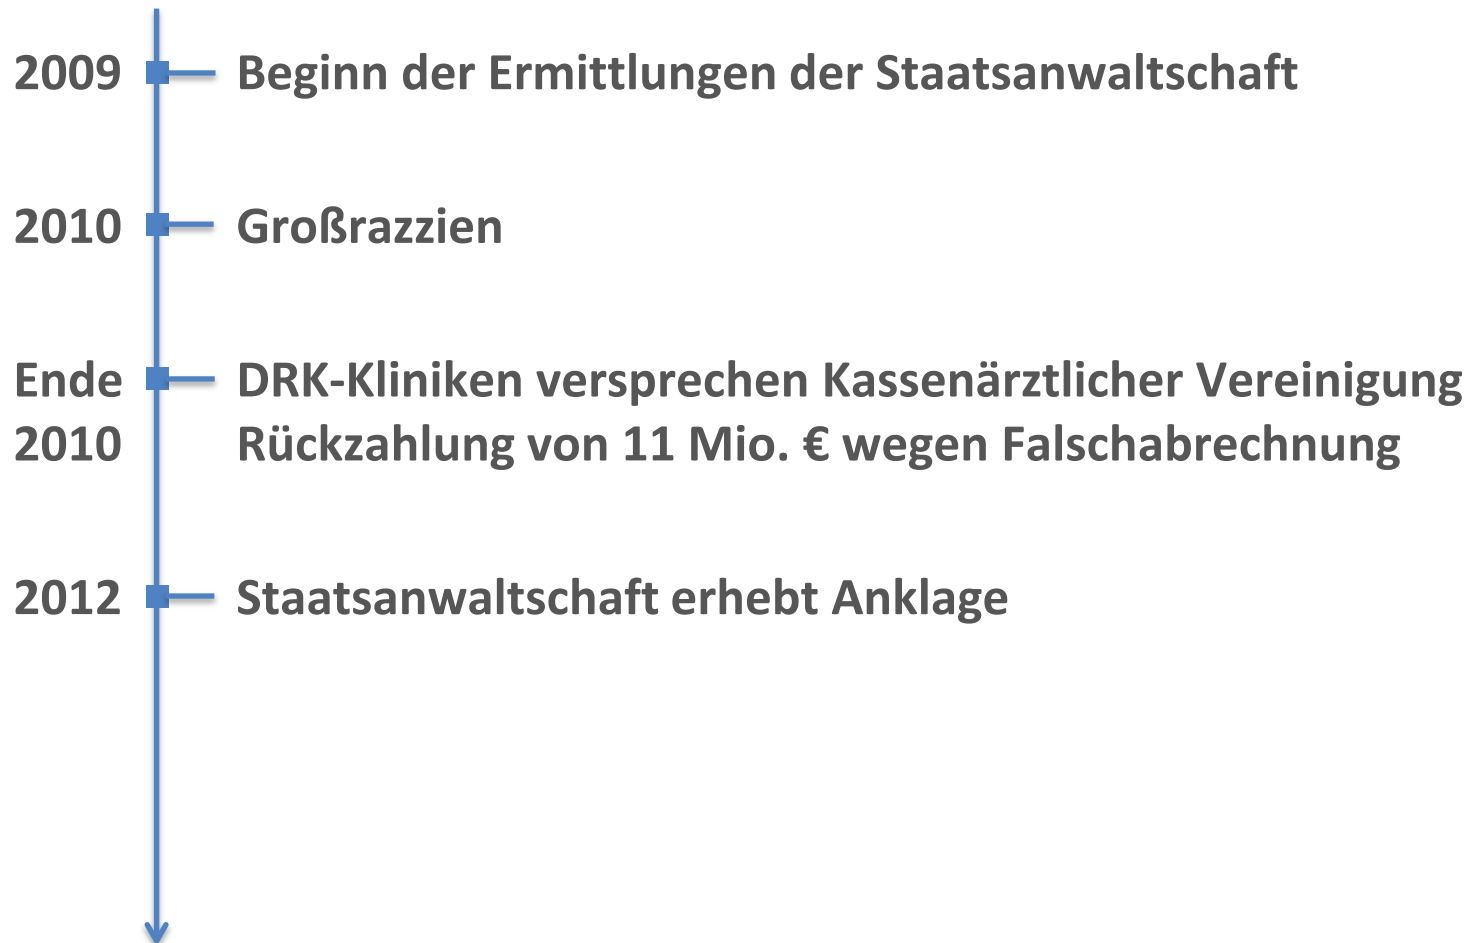 2009 Beginn der Ermittlungen der Staatsanwaltschaft
2010 Großrazzien
Ende DRK-Kliniken versprechen Kassenärztlicher Vereinigung
2010 Rückzahlung von 11 Mio. € wegen Falschabrechnung
2012 Staatsanwaltschaft erhebt Anklage